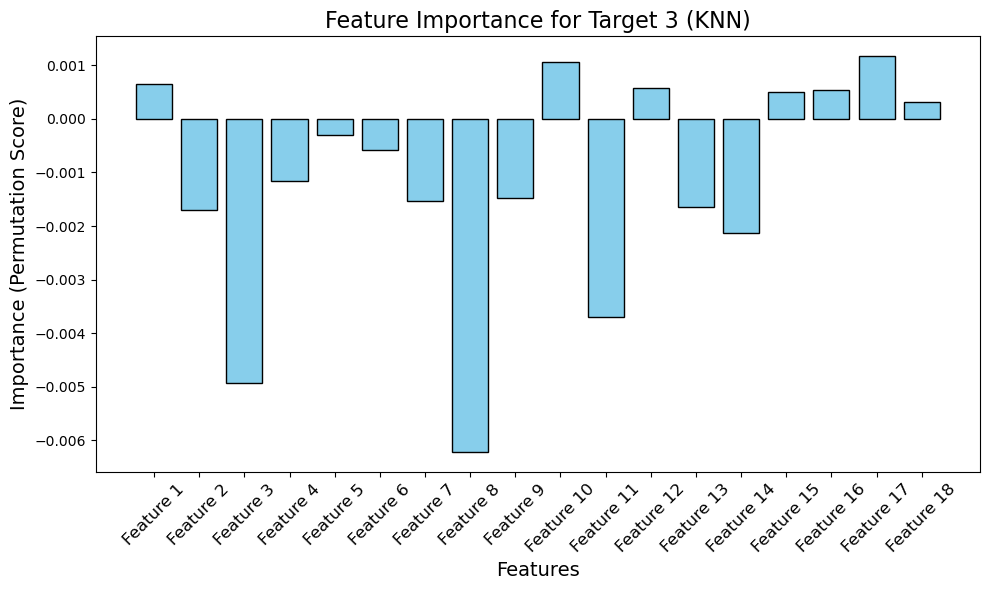 Feature Importance for Target 3 (KNN)
Importance (Permutation Score)
0.001
0.000
−0.001
−0.002
−0.003
−0.004
−0.005
−0.006
Feature 1
Feature 2
Feature 3
Feature 4
Feature 5
Feature 6
Feature 7
Feature 8
Feature 9
Feature 10
Feature 11
Feature 12
Feature 13
Feature 14
Feature 15
Feature 16
Feature 17
Feature 18
Features